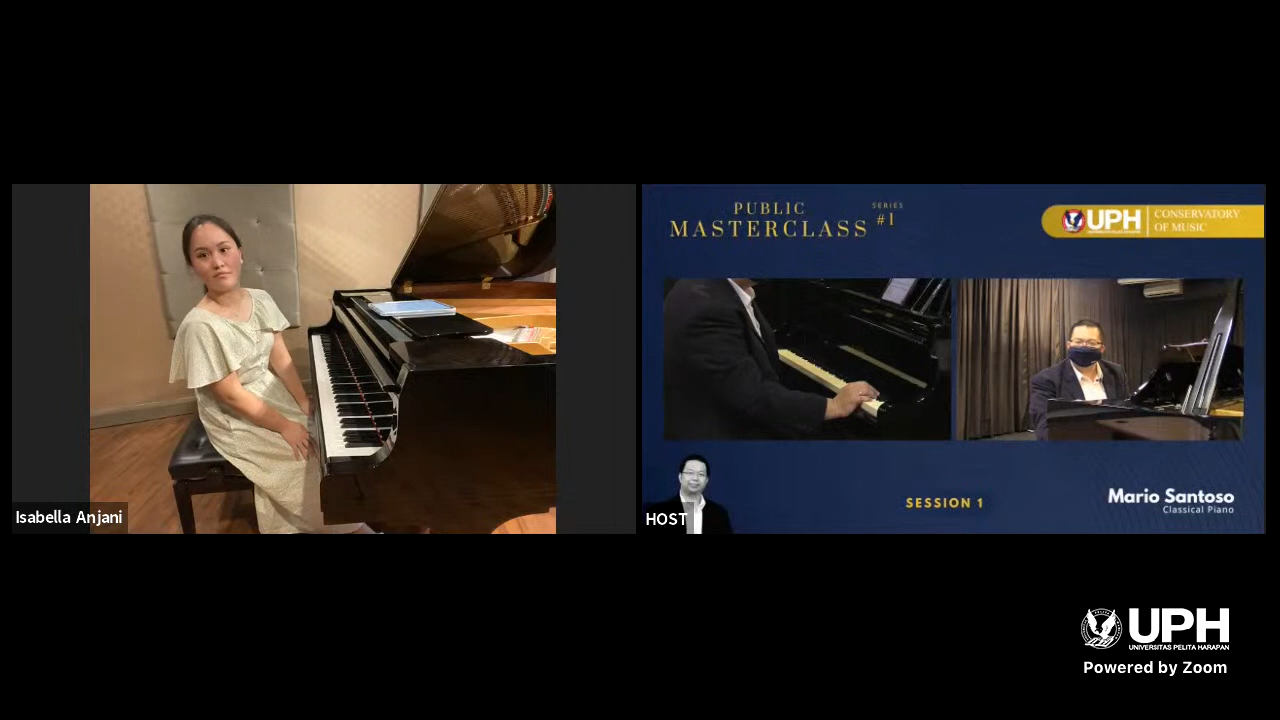 PUBLIC
MASTERCLASS
SERIES
#1
UPH
CONSERVATORY
OF MUSIC
Isabella Anjani
HOST
SESSION 1
Mario Santoso
Classical Piano
UPH
UNIVERSITAS PELITA HARAPAN
Powered by Zoom